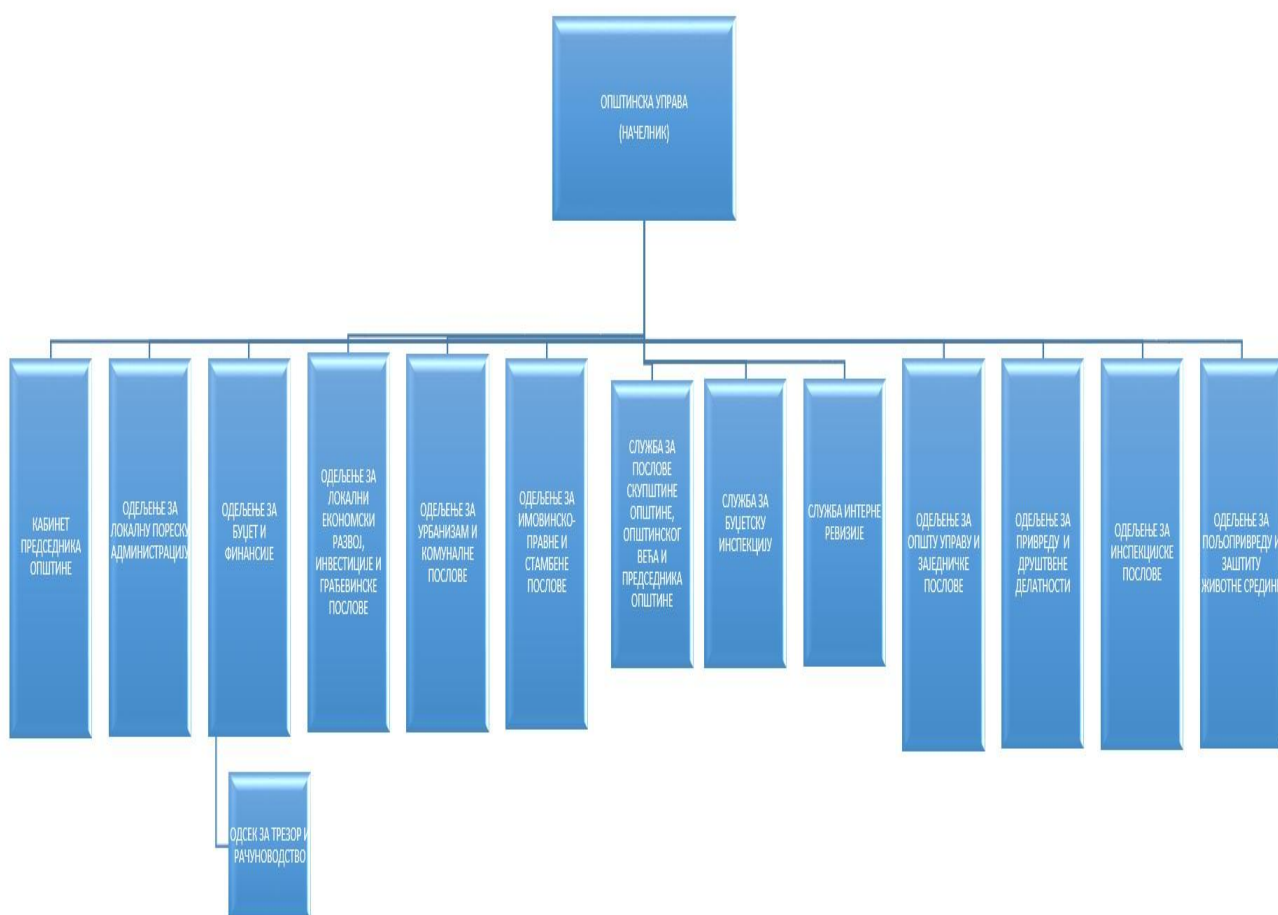 ОПШТИНСКА УПРАВА
(НАЧЕЛНИК)
КАБИНЕТ
ПРЕДСЕДНИКА
ОПШТИНЕ
ОДЕЉЕЊЕ ЗА
ЛОКАЛНУ ПОРЕСКУ
АДМИНИСТРАЦИЈУ
ОДЕЉЕЊЕ ЗА
БУЏЕТ И
ФИНАНСИЈЕ
ОДЕЉЕЊЕ ЗА
ЛОКАЛНИ
ЕКОНОМСКИ
РАЗВОЈ,
ИНВЕСТИЦИЈЕ И
ГРАЂЕВИНСКЕ
ПОСЛОВЕ
ОДЕЉЕЊЕ ЗА
УРБАНИЗАМ И
КОМУНАЛНЕ
ПОСЛОВЕ
ОДЕЉЕЊЕ ЗА
ИМОВИНСКО-
ПРАВНЕ И
СТАМБЕНЕ
ПОСЛОВЕ
СЛУЖБА ЗА
ПОСЛОВЕ
СКУПШТИНЕ
ОПШТИНЕ,
ОПШТИНСКОГ
ВЕЋА И
ПРЕДСЕДНИКА
ОПШТИНЕ
СЛУЖБА ЗА
БУЏЕТСКУ
ИНСПЕКЦИЈУ
СЛУЖБА ИНТЕРНЕ
РЕВИЗИЈЕ
ОДЕЉЕЊЕ ЗА
ОПШТУ УПРАВУ И
ЗАЈЕДНИЧКЕ
ПОСЛОВЕ
ОДЕЉЕЊЕ ЗА
ПРИВРЕДУ И
ДРУШТВЕНЕ
ДЕЛАТНОСТИ
ОДЕЉЕЊЕ ЗА
ИНСПЕКЦИЈСКЕ
ПОСЛОВЕ
ОДЕЉЕЊЕ ЗА
ПОЉОПРИВРЕДУ И
ЗАШТИТУ
ЖИВОТНЕ СРЕДИНЕ
ОДСЕК ЗА ТРЕЗОР И
РАЧУНОВОДСТВО